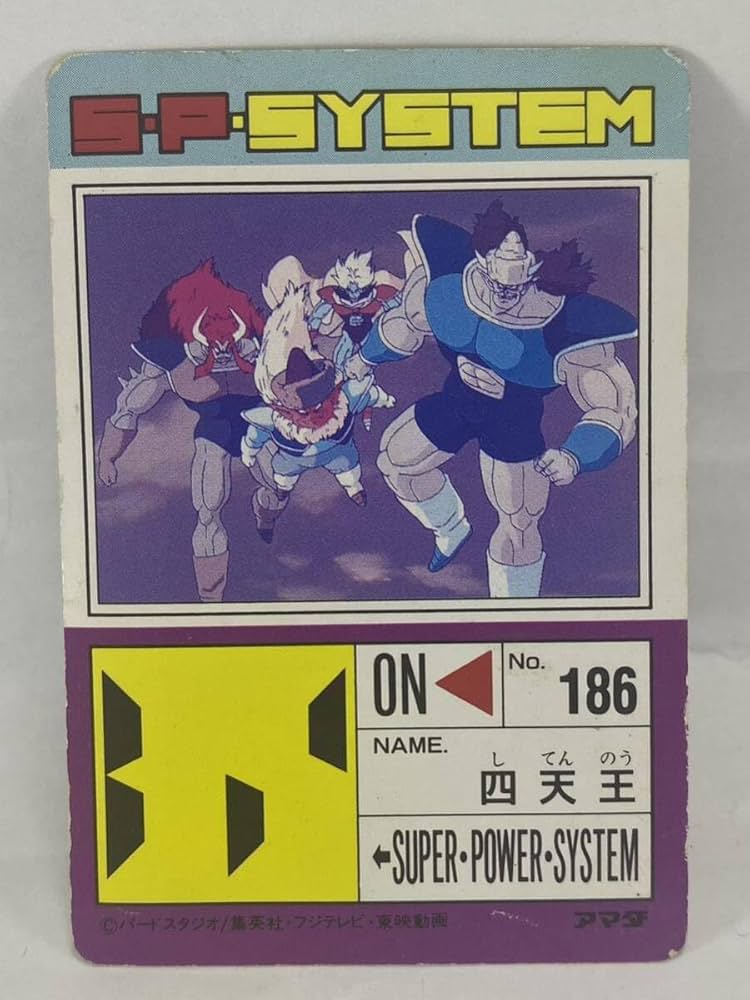 S・P・SYSTEM
ON
No. 186
NAME.
し てん のう
四天王
←SUPER・POWER・SYSTEM
©バードスタジオ/集英社・フジテレビ・東映動画
アマダ